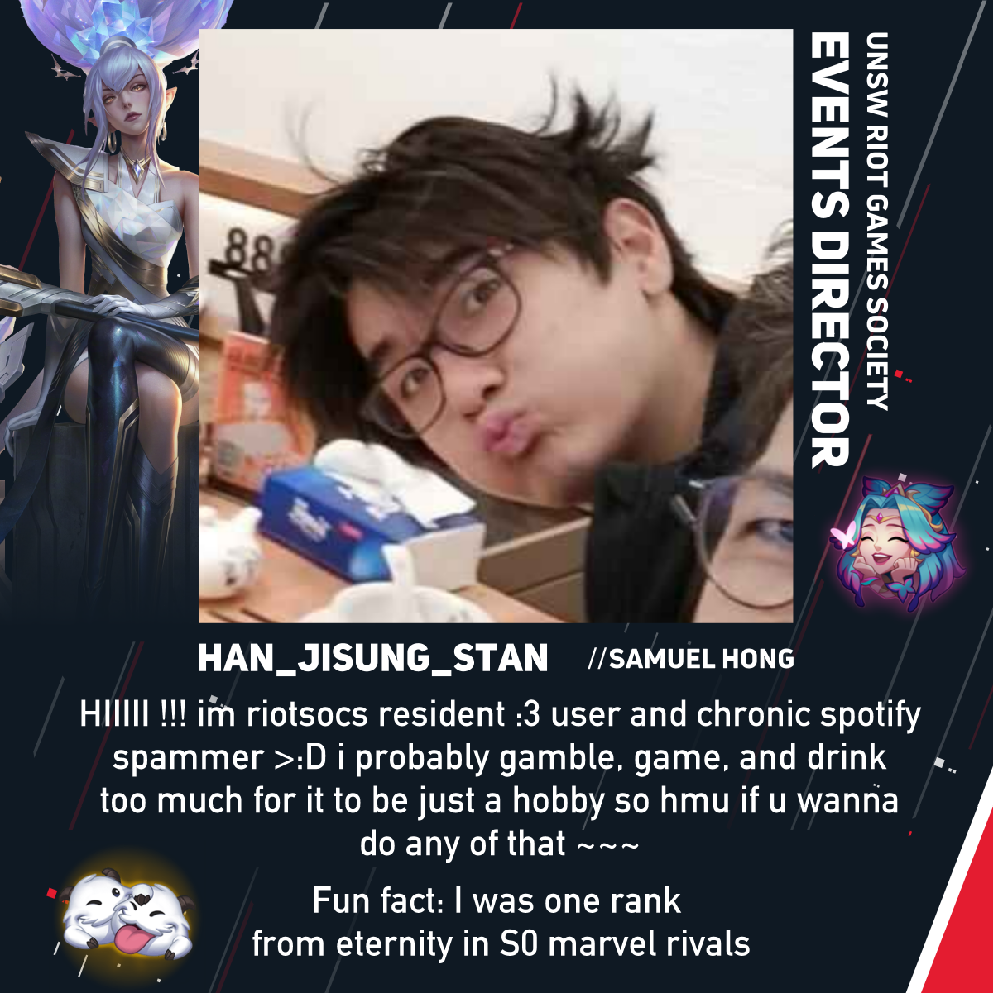 UNSW RIOT GAMES SOCIETY
EVENTS DIRECTOR
88
HAN_JISUNG_STAN //SAMUEL HONG
HIIIII !!! im riotsocs resident :3 user and chronic spotify
spammer >:D i probably gamble, game, and drink
too much for it to be just a hobby so hmu if u wanna
do any of that ~~~
Fun fact: I was one rank
from eternity in S0 marvel rivals